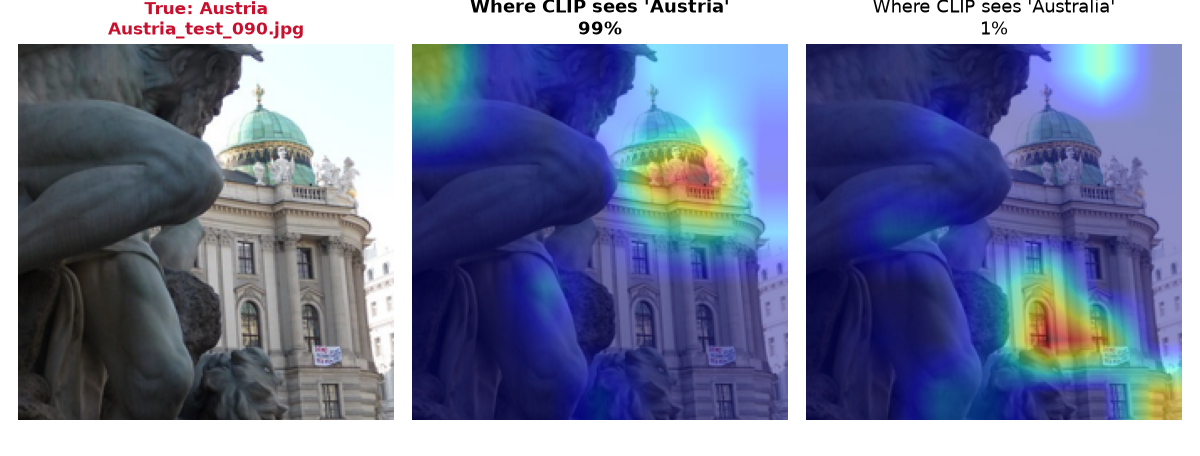 True: Austria
Austria_test_090.jpg
Where CLIP sees 'Austria'
99%
Where CLIP sees 'Australia'
1%